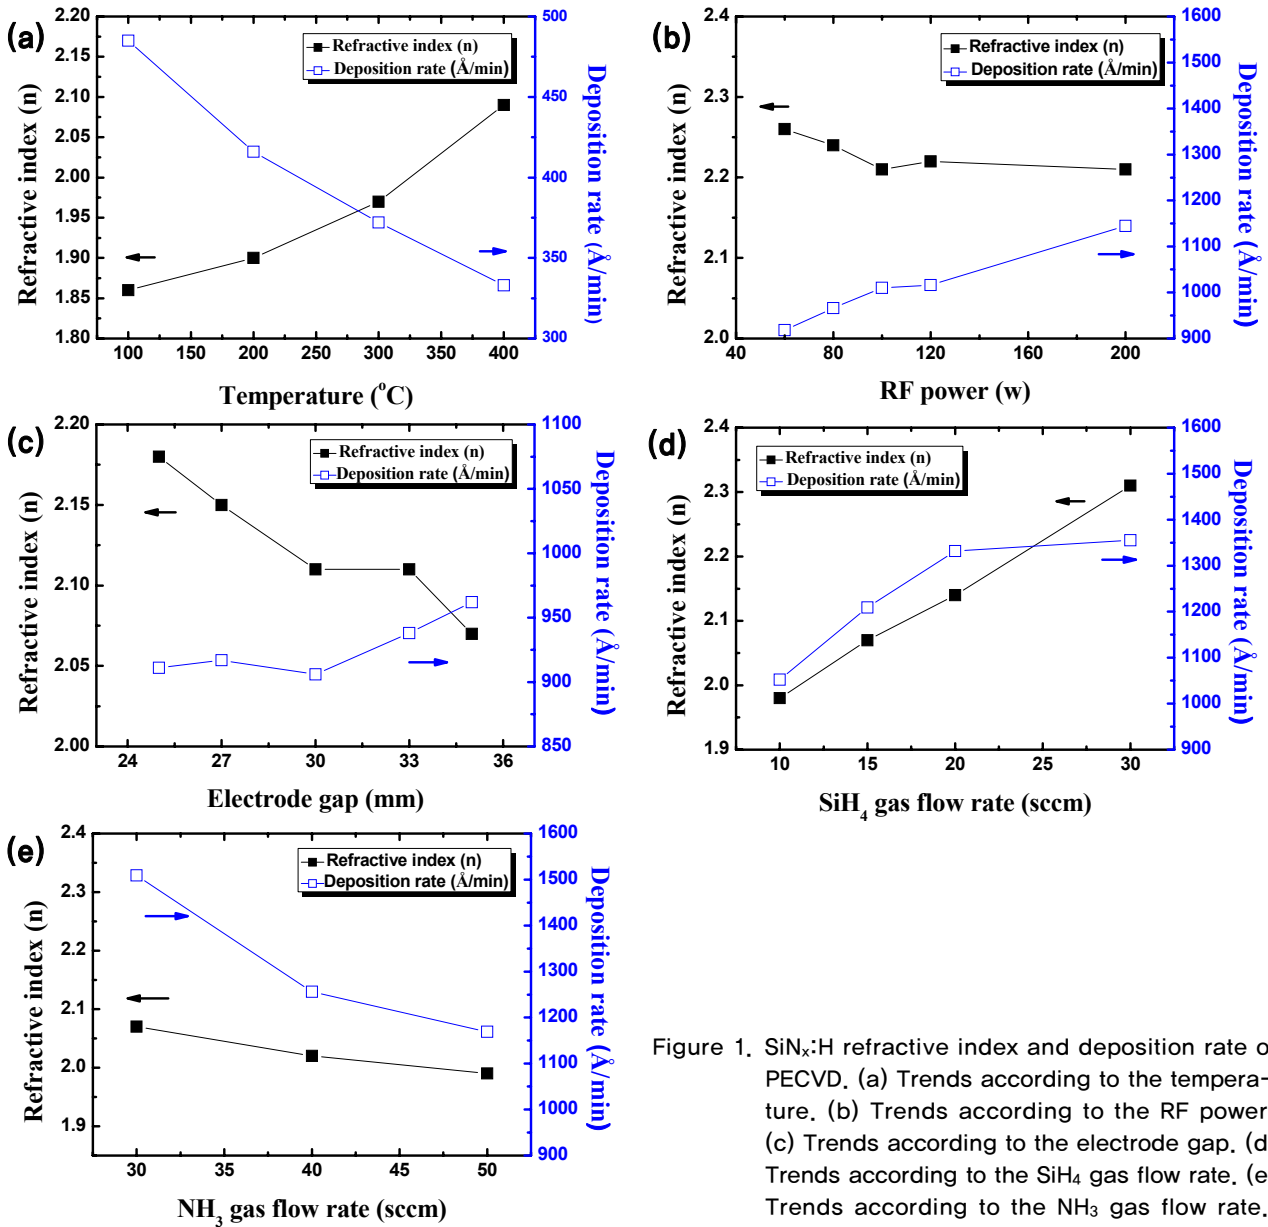 (a)
Refractive index (n)
Deposition rate (Å/min)
2.20
2.15
2.10
2.05
2.00
1.95
1.90
1.85
1.80
Refractive index (n)
500
450
400
350
300
Deposition rate (Å/min)
100 150 200 250 300 350 400
Temperature (°C)
(b)
Refractive index (n)
Deposition rate (Å/min)
2.4
2.3
2.2
2.1
2.0
Refractive index (n)
1600
1500
1400
1300
1200
1100
1000
900
Deposition rate (Å/min)
40 80 120 160 200
RF power (w)
(c)
Refractive index (n)
Deposition rate (Å/min)
2.20
2.15
2.10
2.05
2.00
Refractive index (n)
1100
1050
1000
950
900
850
Deposition rate (Å/min)
24 27 30 33 36
Electrode gap (mm)
(d)
Refractive index (n)
Deposition rate (Å/min)
2.4
2.3
2.2
2.1
2.0
1.9
Refractive index (n)
1600
1500
1400
1300
1200
1100
1000
900
Deposition rate (Å/min)
10 15 20 25 30
SiH₄ gas flow rate (sccm)
(e)
Refractive index (n)
Deposition rate (Å/min)
2.4
2.3
2.2
2.1
2.0
1.9
Refractive index (n)
1600
1500
1400
1300
1200
1100
1000
900
Deposition rate (Å/min)
30 35 40 45 50
NH₃ gas flow rate (sccm)
Figure 1. SiNₓ:H refractive index and deposition rate o
PECVD. (a) Trends according to the tempera-
ture. (b) Trends according to the RF power
(c) Trends according to the electrode gap. (d
Trends according to the SiH₄ gas flow rate. (e
Trends according to the NH₃ gas flow rate.